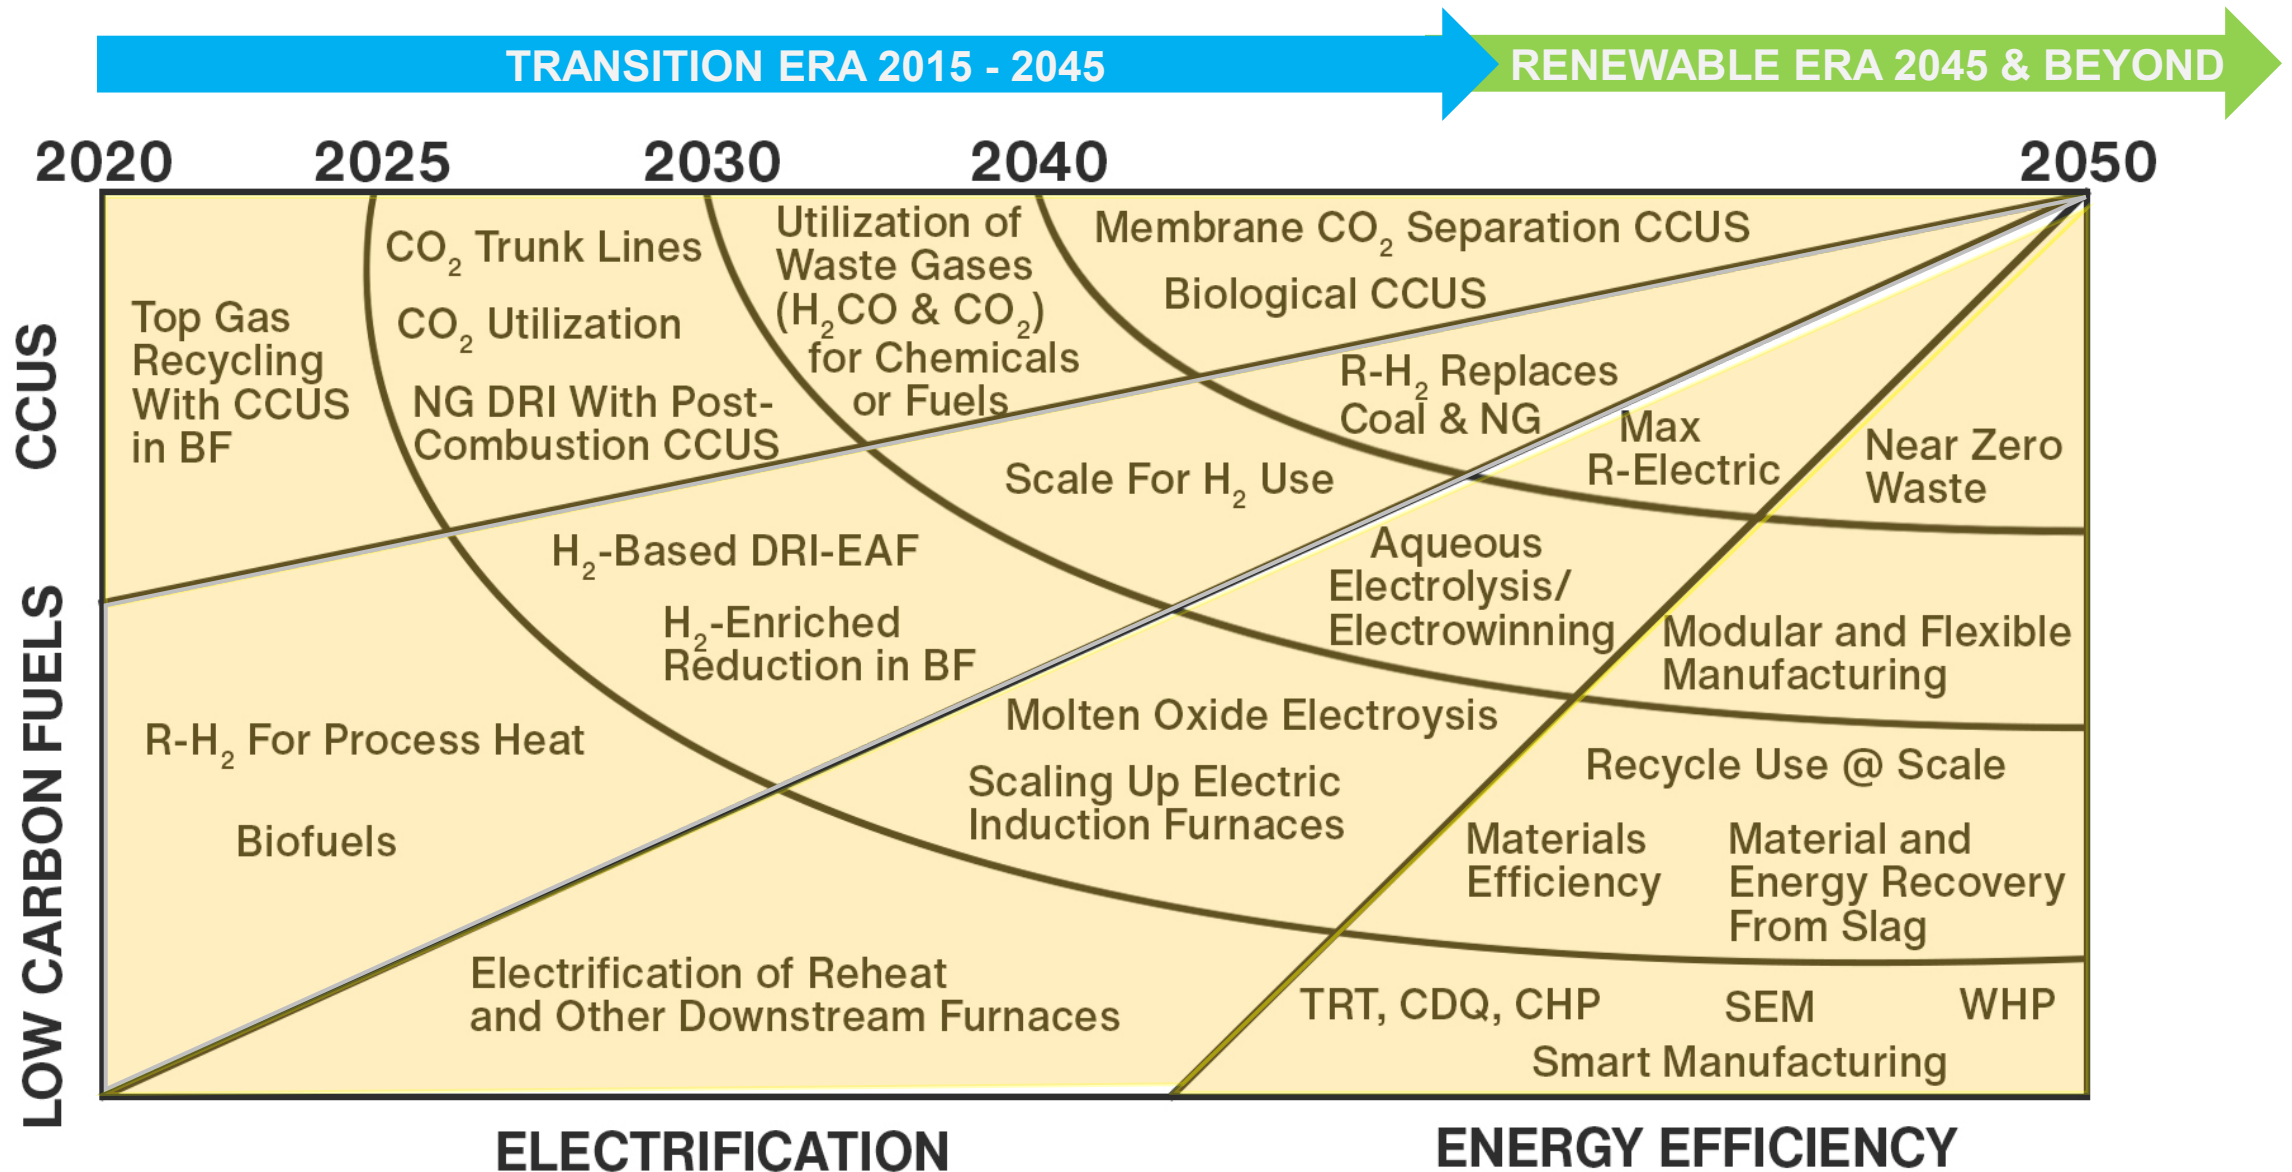 TRANSITION ERA 2015 - 2045
RENEWABLE ERA 2045 & BEYOND
2020
2025
2030
2040
2050
CCUS
Top Gas
Recycling
With CCUS
in BF
CO₂ Trunk Lines
CO₂ Utilization
NG DRI With Post-
Combustion CCUS
Utilization of
Waste Gases
(H₂CO & CO₂)
for Chemicals
or Fuels
Membrane CO₂ Separation CCUS
Biological CCUS
LOW CARBON FUELS
R-H₂ For Process Heat
Biofuels
H₂-Based DRI-EAF
H₂-Enriched
Reduction in BF
Scale For H₂ Use
R-H₂ Replaces
Coal & NG
Electrification of Reheat
and Other Downstream Furnaces
Molten Oxide Electroysis
Scaling Up Electric
Induction Furnaces
Aqueous
Electrolysis/
Electrowinning
Max
R-Electric
Near Zero
Waste
Modular and Flexible
Manufacturing
Recycle Use @ Scale
Materials
Efficiency
Material and
Energy Recovery
From Slag
TRT, CDQ, CHP
SEM
WHP
Smart Manufacturing
ELECTRIFICATION
ENERGY EFFICIENCY